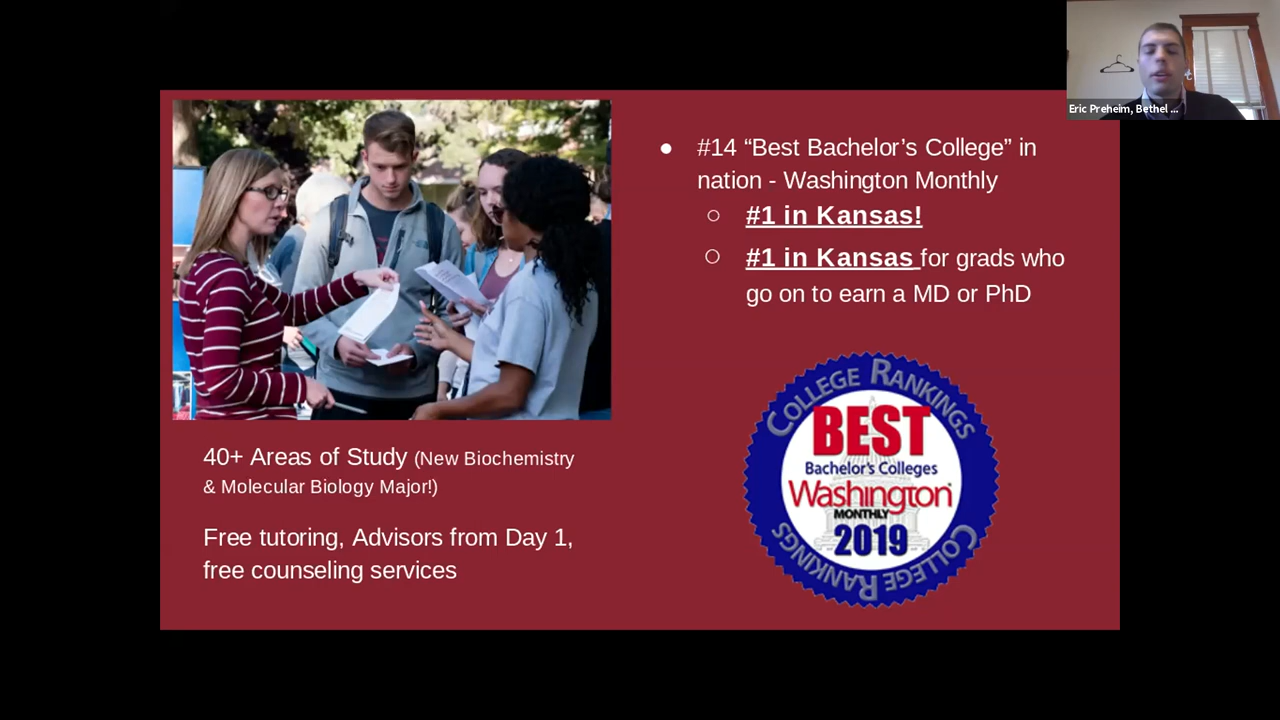 Eric Preheim, Bethel ...
#14 “Best Bachelor’s College” in
nation - Washington Monthly
#1 in Kansas!
#1 in Kansas for grads who
go on to earn a MD or PhD
40+ Areas of Study (New Biochemistry
& Molecular Biology Major!)
Free tutoring, Advisors from Day 1,
free counseling services
COLLEGE RANKINGS
BEST
Bachelor's Colleges
Washington
MONTHLY
2019
COLLEGE RANKINGS